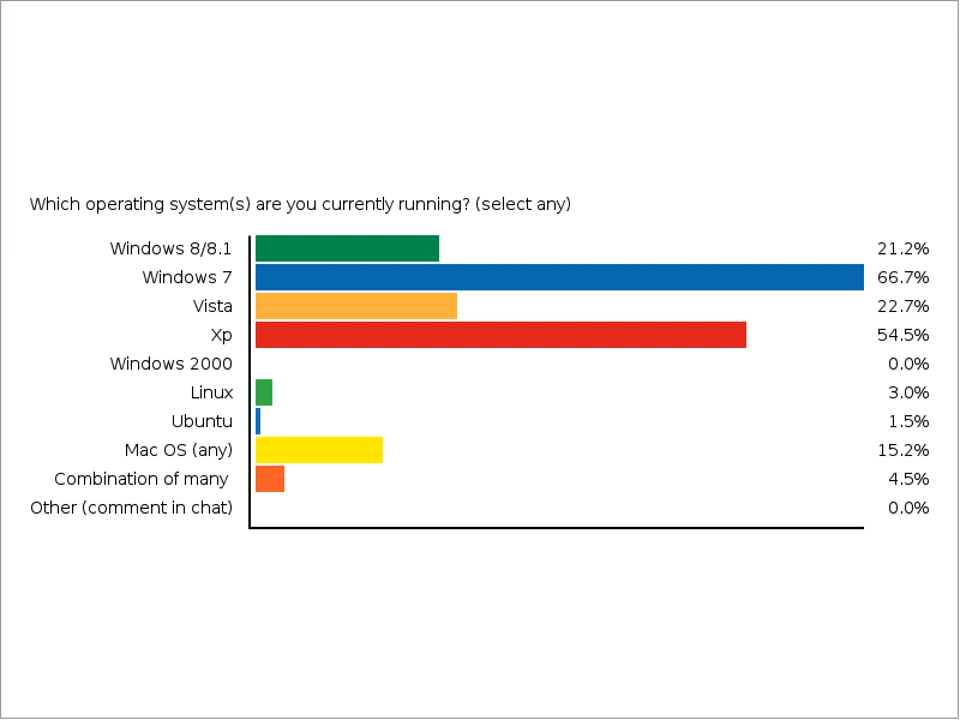 Which operating system(s) are you currently running? (select any)
Windows 8/8.1 21.2%
Windows 7 66.7%
Vista 22.7%
Xp 54.5%
Windows 2000 0.0%
Linux 3.0%
Ubuntu 1.5%
Mac OS (any) 15.2%
Combination of many 4.5%
Other (comment in chat) 0.0%